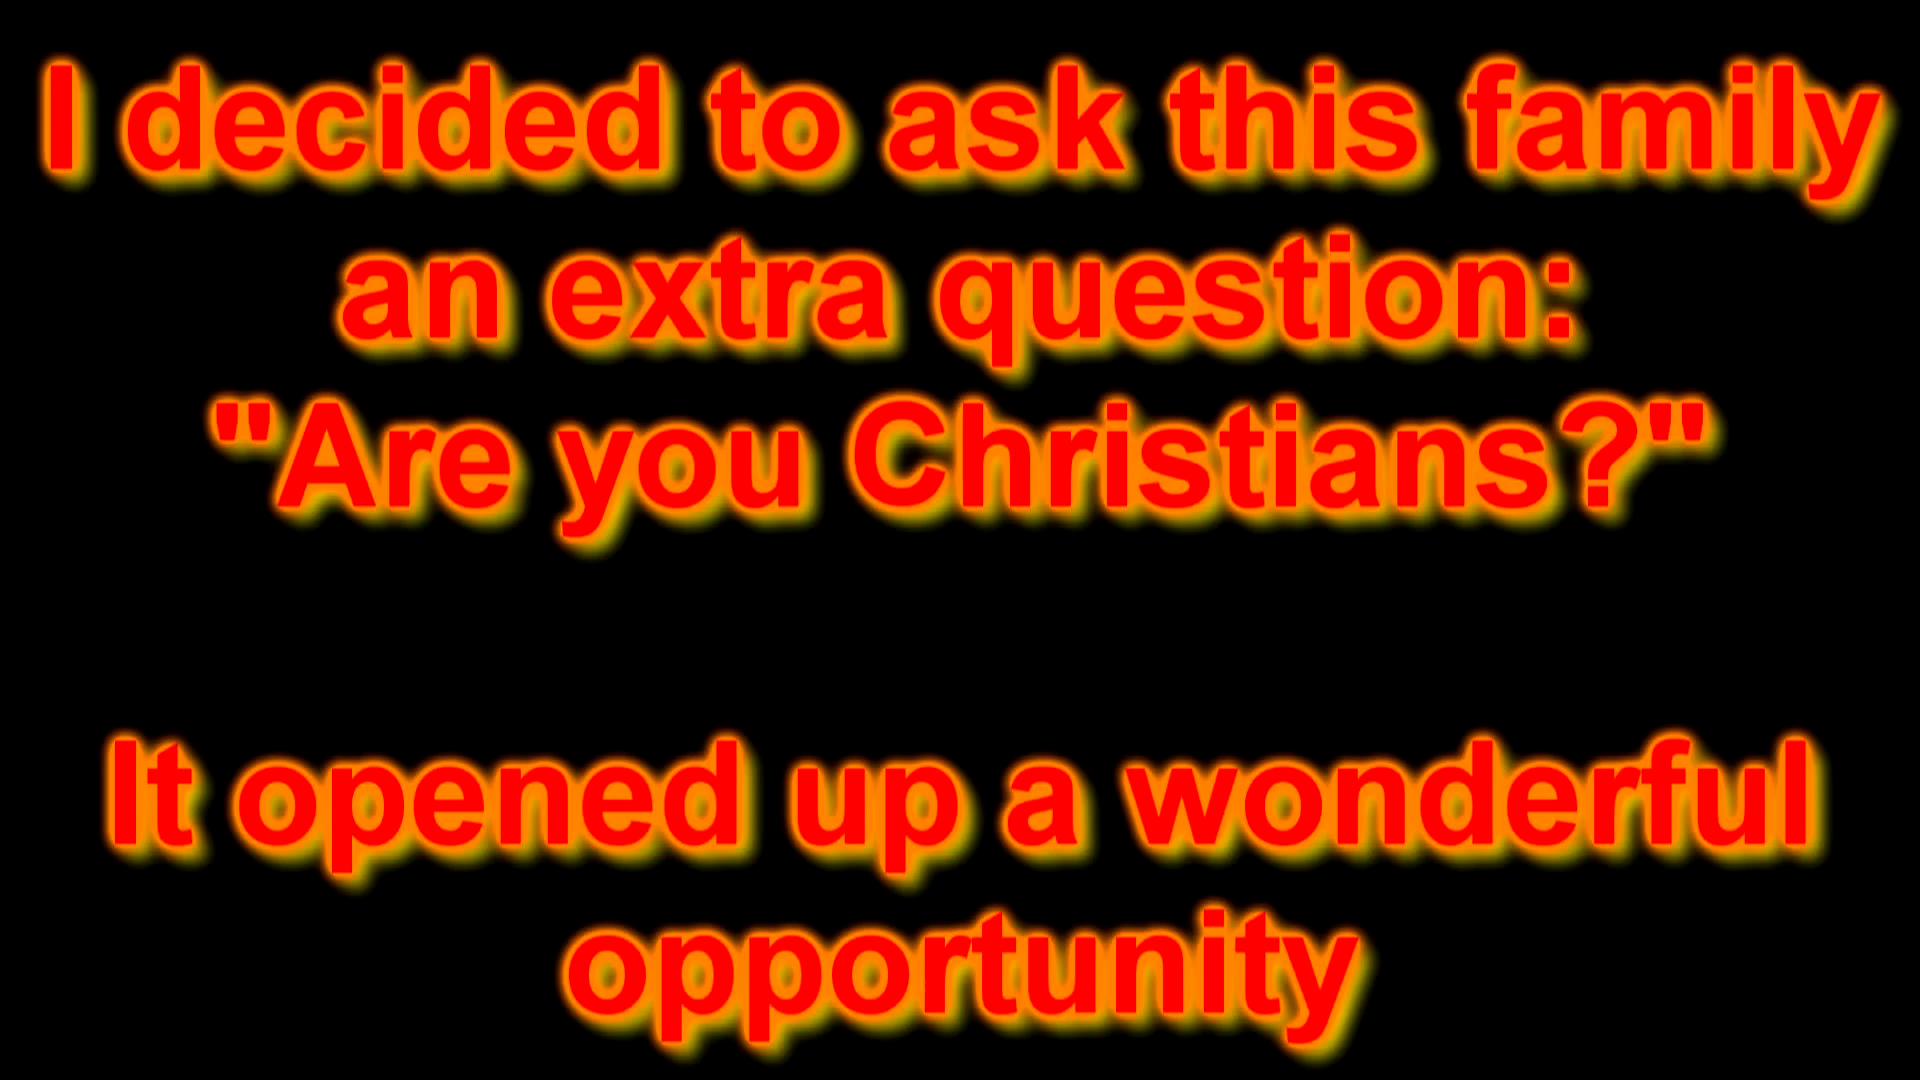 I decided to ask this family
an extra question:
"Are you Christians?"
It opened up a wonderful
opportunity